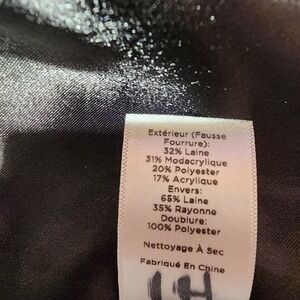 Extérieur (Fausse
Fourrure):
32% Laine
31% Modacrylique
20% Polyester
17% Acrylique
Envers:
65% Laine
35% Rayonne
Doublure:
100% Polyester
Nettoyage À Sec
Fabriqué En Chine